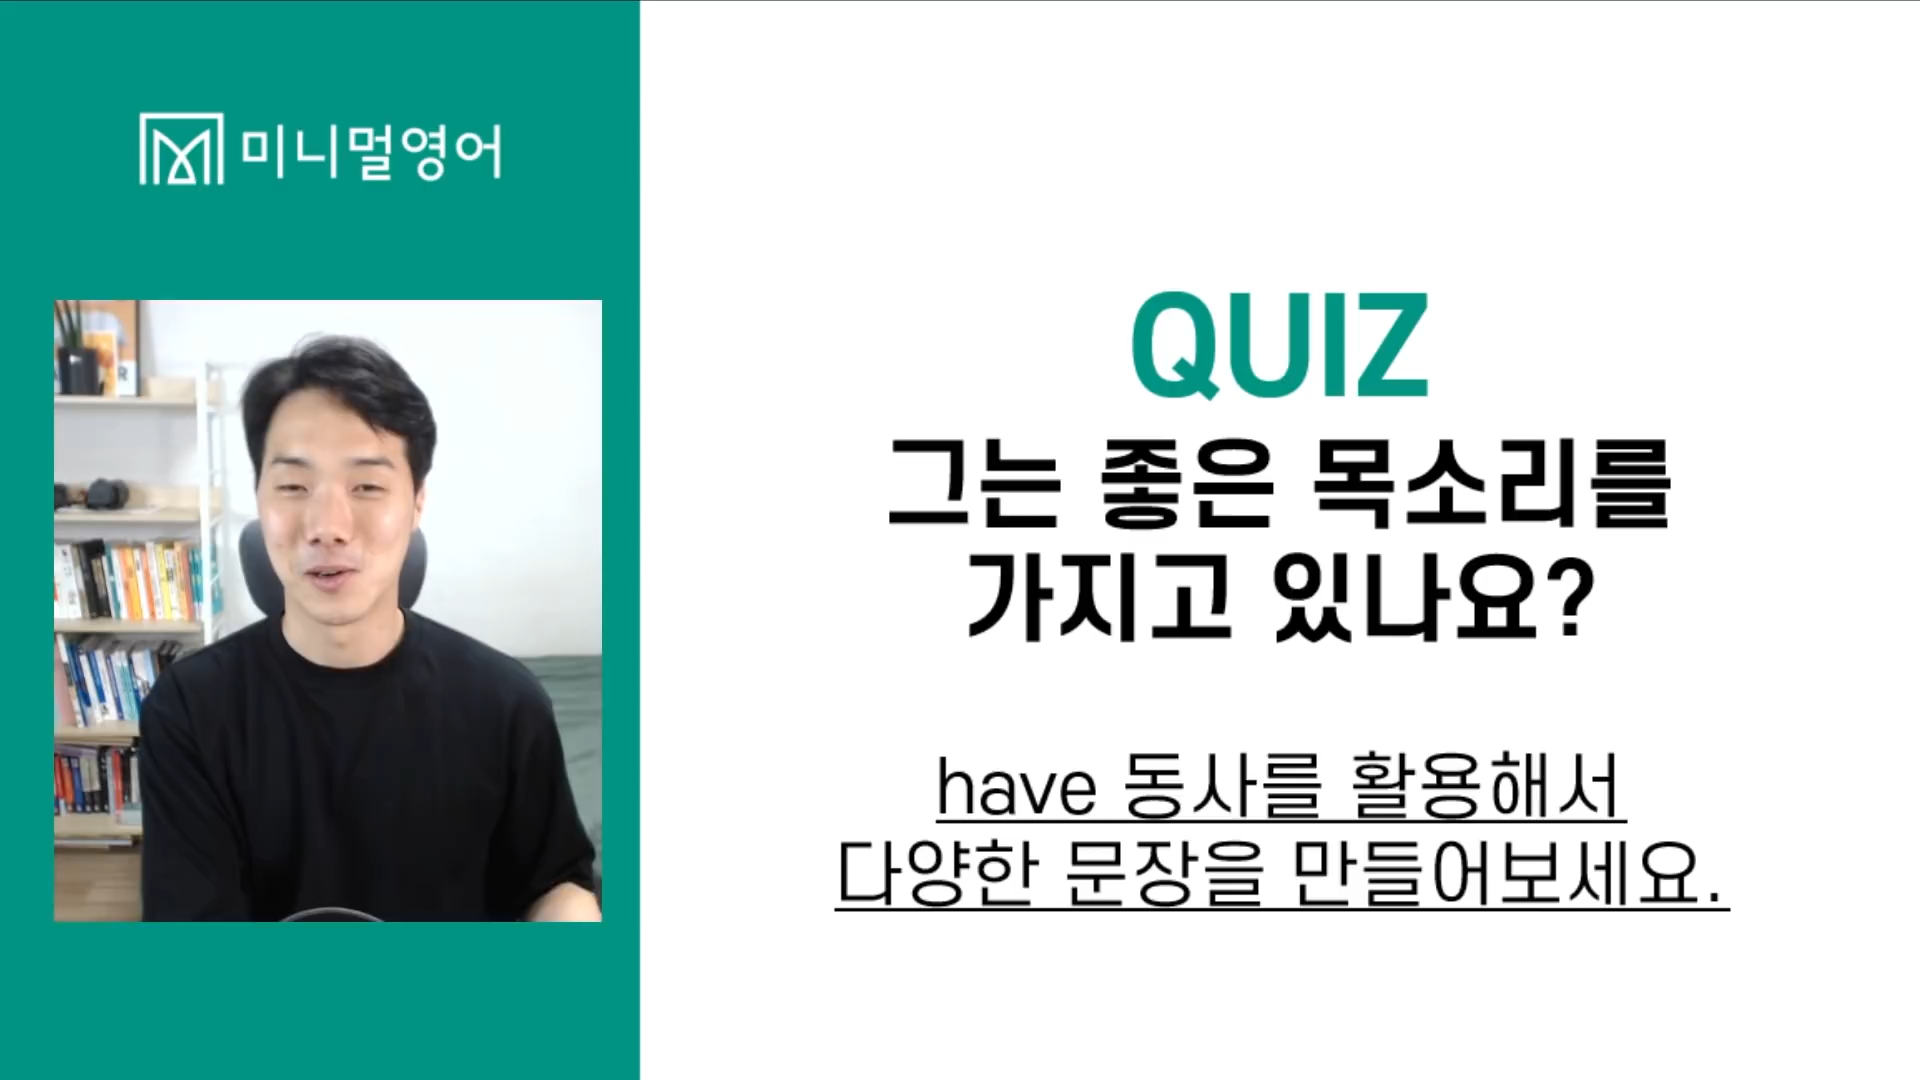 미니멀영어
QUIZ
그는 좋은 목소리를
가지고 있나요?
have 동사를 활용해서
다양한 문장을 만들어보세요.